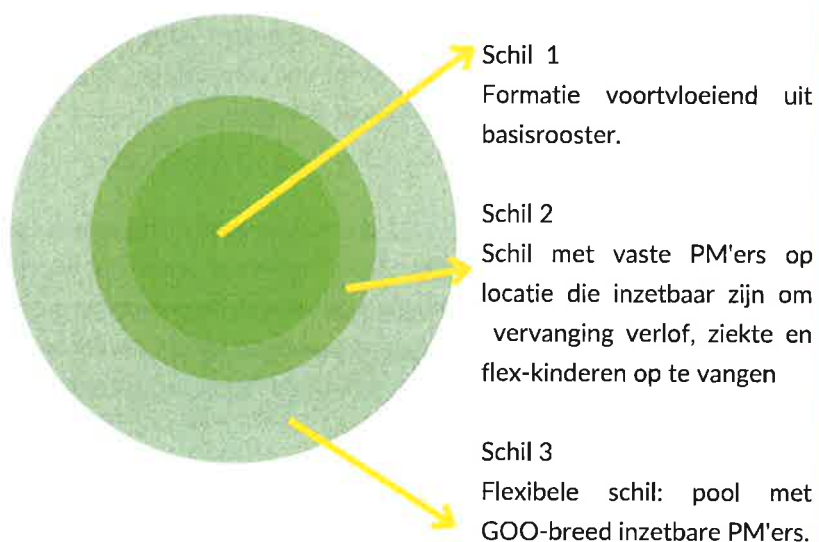 Schil 1
Formatie voortvloeiend uit
basisrooster.
Schil 2
Schil met vaste PM'ers op
locatie die inzetbaar zijn om
vervanging verlof, ziekte en
flex-kinderen op te vangen
Schil 3
Flexibele schil: pool met
GOO-breed inzetbare PM'ers.